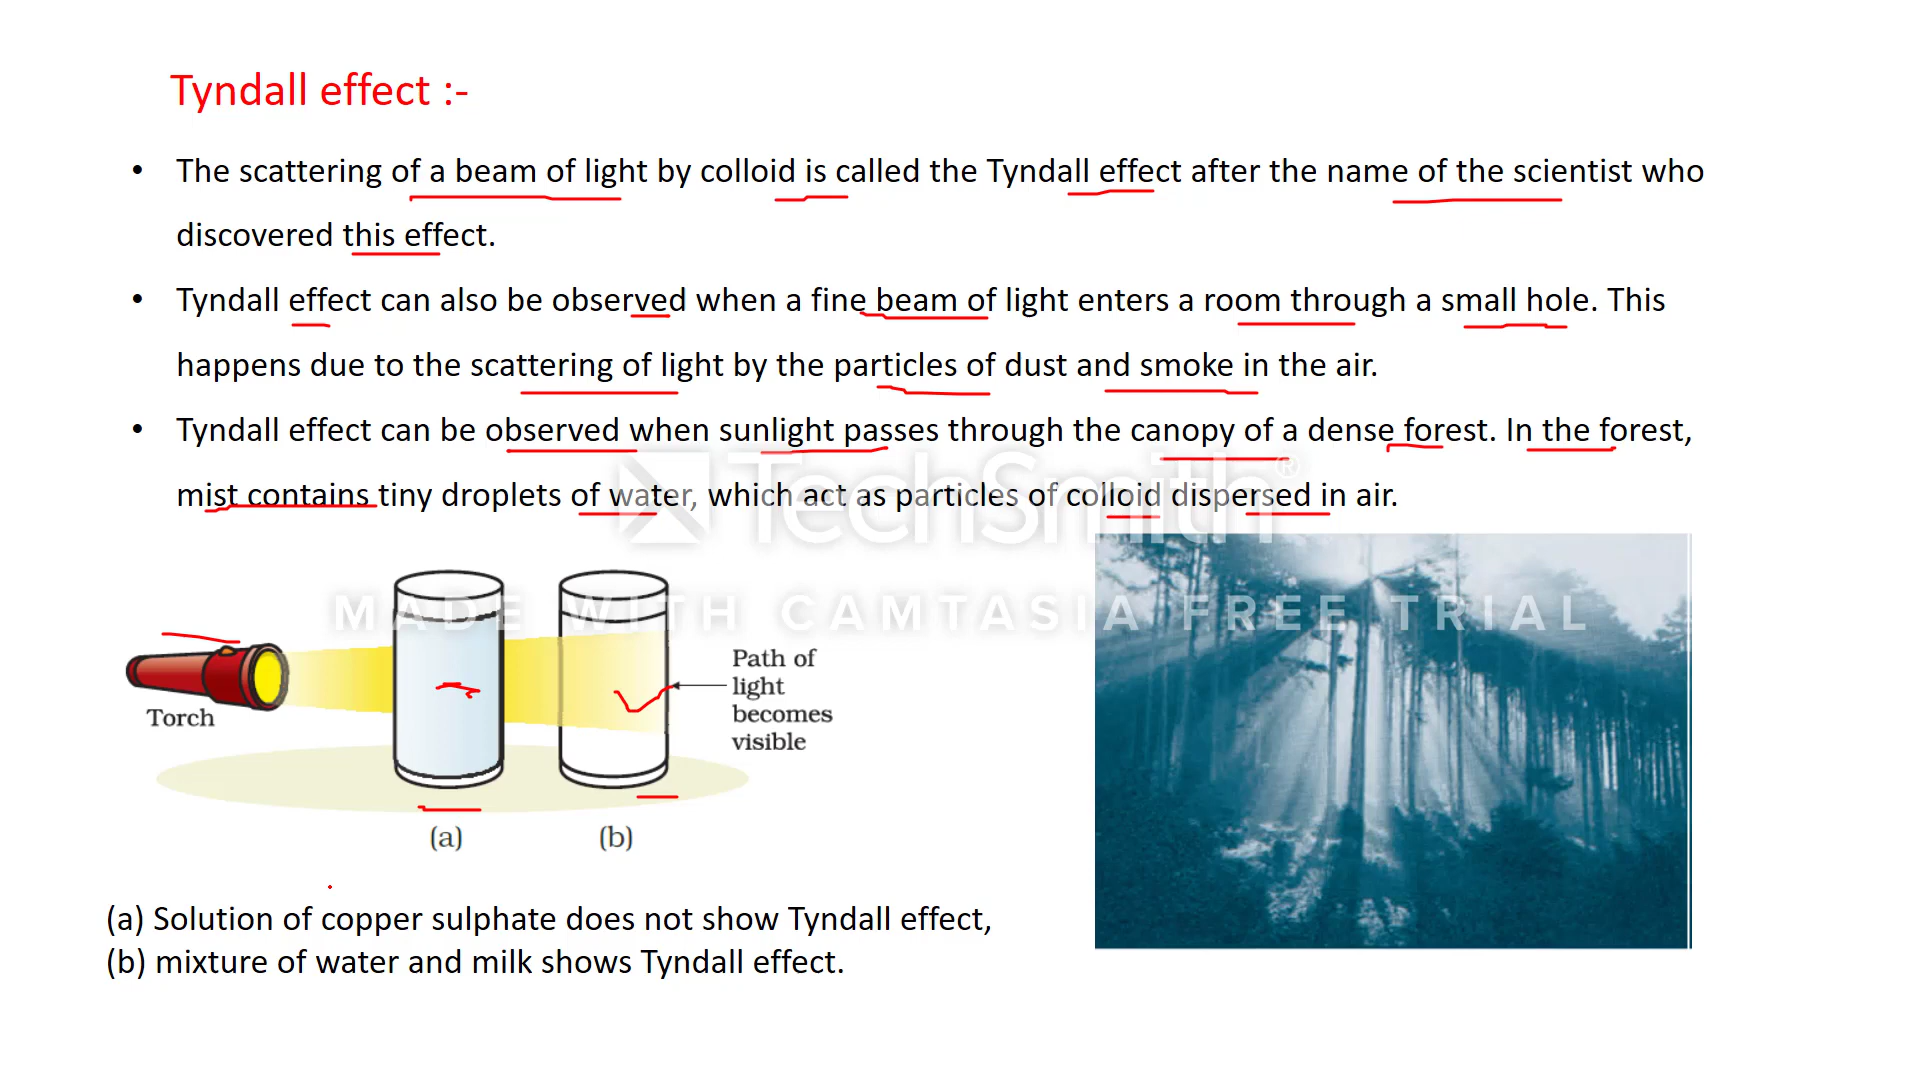 Tyndall effect :-
• The scattering of a beam of light by colloid is called the Tyndall effect after the name of the scientist who
discovered this effect.
• Tyndall effect can also be observed when a fine beam of light enters a room through a small hole. This
happens due to the scattering of light by the particles of dust and smoke in the air.
• Tyndall effect can be observed when sunlight passes through the canopy of a dense forest. In the forest,
mist contains tiny droplets of water, which act as particles of colloid dispersed in air.
TechSmith®
MADE WITH CAMTASIA FREE TRIAL
Torch
Path of
light
becomes
visible
(a)
(b)
(a) Solution of copper sulphate does not show Tyndall effect,
(b) mixture of water and milk shows Tyndall effect.